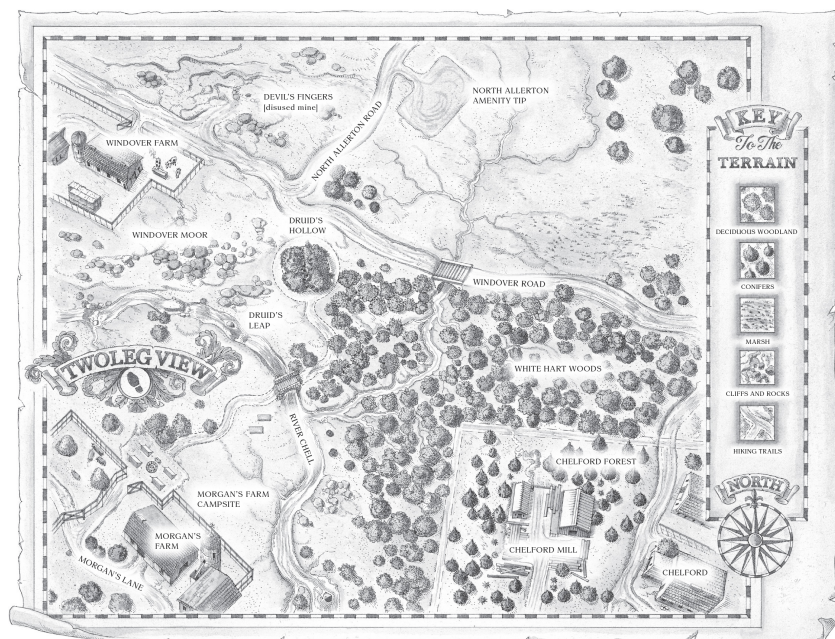 DEVIL'S FINGERS
[disused mine]
NORTH ALLERTON
AMENITY TIP
WINDOVER FARM
NORTH ALLERTON ROAD
WINDOVER MOOR
DRUID'S
HOLLOW
WINDOVER ROAD
DRUID'S
LEAP
TWOLEG VIEW
WHITE HART WOODS
RIVER CHELL
CHELFORD FOREST
MORGAN'S FARM
CAMPSITE
MORGAN'S
FARM
CHELFORD MILL
MORGAN'S LANE
CHELFORD
KEY
To The
TERRAIN
DECIDUOUS WOODLAND
CONIFERS
MARSH
CLIFFS AND ROCKS
HIKING TRAILS
NORTH